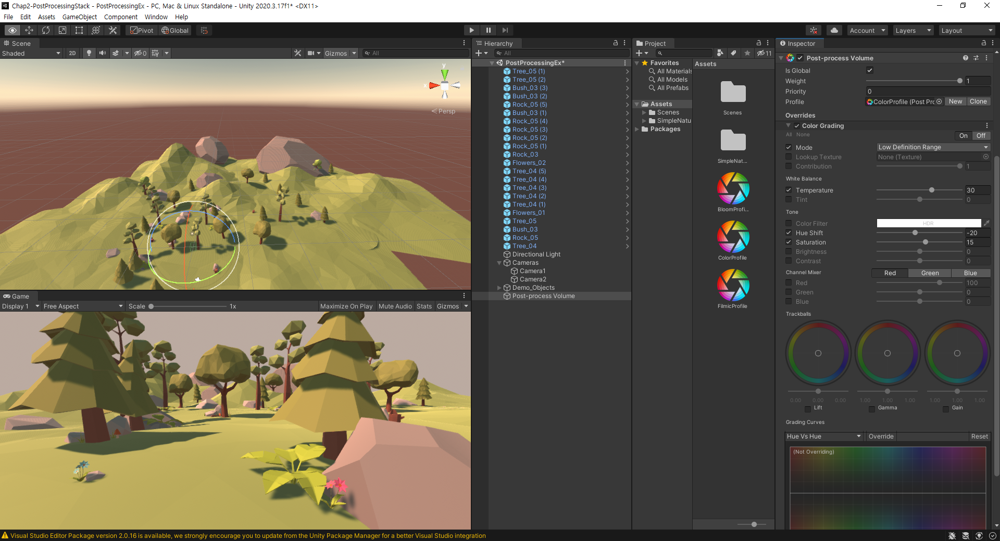 Chap2-PostProcessingStack - PostProcessingEx - PC, Mac & Linux Standalone - Unity 2020.3.17f1* <DX11>
File Edit Assets GameObject Component Window Help
Pivot Global Account Layers Layout
Scene
Shaded 2D 0 Gizmos All
y
x
Persp
Game
Display 1 Free Aspect Scale 1x Maximize On Play Mute Audio Stats Gizmos
Hierarchy
All
PostProcessingEx*
Tree_05 (1)
Tree_05 (2)
Bush_03 (3)
Bush_03 (2)
Rock_05 (5)
Bush_03 (1)
Rock_05 (4)
Rock_05 (3)
Rock_05 (2)
Rock_05 (1)
Rock_03
Flowers_02
Tree_04 (5)
Tree_04 (4)
Tree_04 (3)
Tree_04 (2)
Tree_04 (1)
Flowers_01
Tree_05
Bush_03
Rock_05
Tree_04
Directional Light
Cameras
Camera1
Camera2
Demo_Objects
Post-process Volume
Project
11
Favorites
All Materials
All Models
All Prefabs
Assets
Scenes
SimpleNatu
Packages
Assets
Scenes
SimpleNat...
BloomProfi...
ColorProfile
FilmicProfile
Inspector
Post-process Volume
Is Global
Weight 1
Priority 0
Profile ColorProfile (Post Pro New Clone
Overrides
Color Grading
All None On Off
Mode Low Definition Range
Lookup Texture None (Texture)
Contribution 1
White Balance
Temperature 30
Tint 0
Tone
Color Filter HDR
Hue Shift -20
Saturation 15
Brightness 0
Contrast 0
Channel Mixer Red Green Blue
Red 100
Green 0
Blue 0
Trackballs
0.00 0.00 0.00 1.00 1.00 1.00 1.00 1.00 1.00
Lift Gamma Gain
Grading Curves
Hue Vs Hue Override Reset
(Not Overriding)
Visual Studio Editor Package version 2.0.16 is available, we strongly encourage you to update from the Unity Package Manager for a better Visual Studio integration